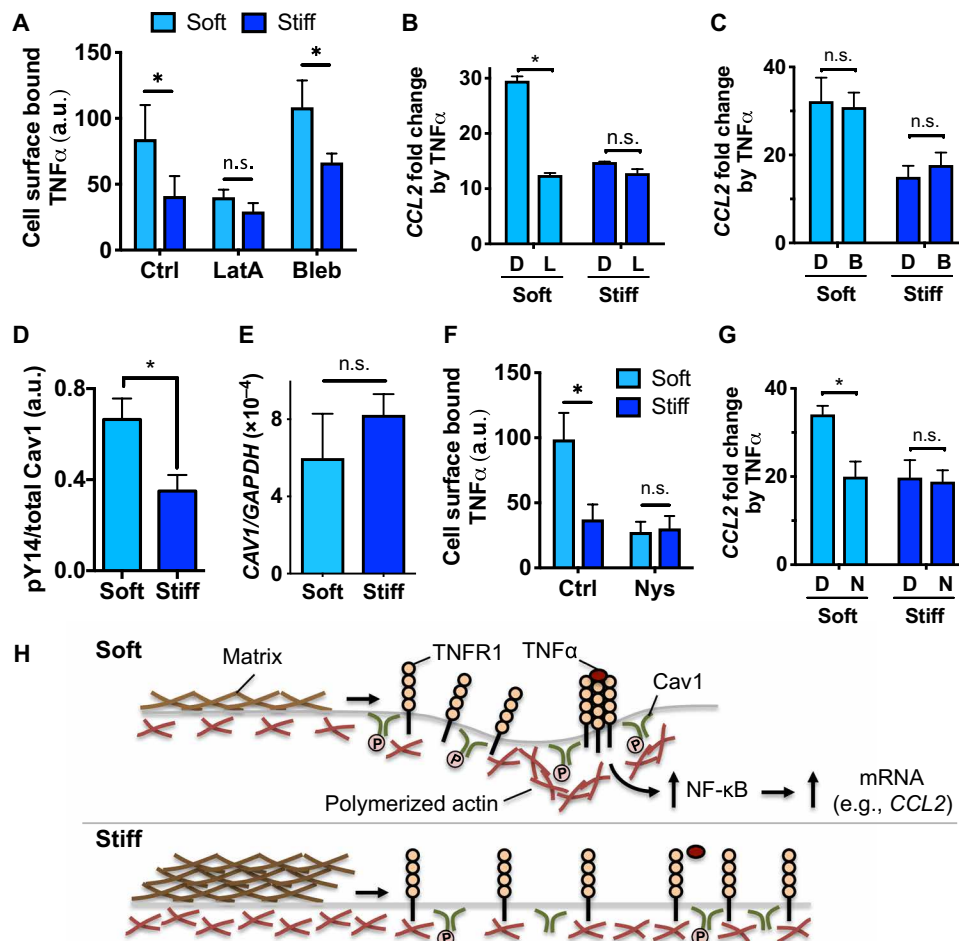 A
Soft
Stiff
Cell surface bound
TNFα (a.u.)
150
100
50
0
*
n.s.
*
Ctrl
LatA
Bleb
B
CCL2 fold change
by TNFα
30
20
10
0
*
n.s.
D
L
D
L
Soft
Stiff
C
CCL2 fold change
by TNFα
40
20
0
n.s.
n.s.
D
B
D
B
Soft
Stiff
D
pY14/total Cav1 (a.u.)
0.8
0.4
0.0
*
Soft
Stiff
E
CAV1/GAPDH (×10⁻⁴)
8
4
0
n.s.
Soft
Stiff
F
Soft
Stiff
Cell surface bound
TNFα (a.u.)
150
100
50
0
*
n.s.
Ctrl
Nys
G
CCL2 fold change
by TNFα
40
20
0
*
n.s.
D
N
D
N
Soft
Stiff
H
Soft
Matrix
TNFR1
TNFα
Cav1
P
P
P
P
Polymerized actin
NF-κB
mRNA
(e.g., CCL2)
Stiff
P
P